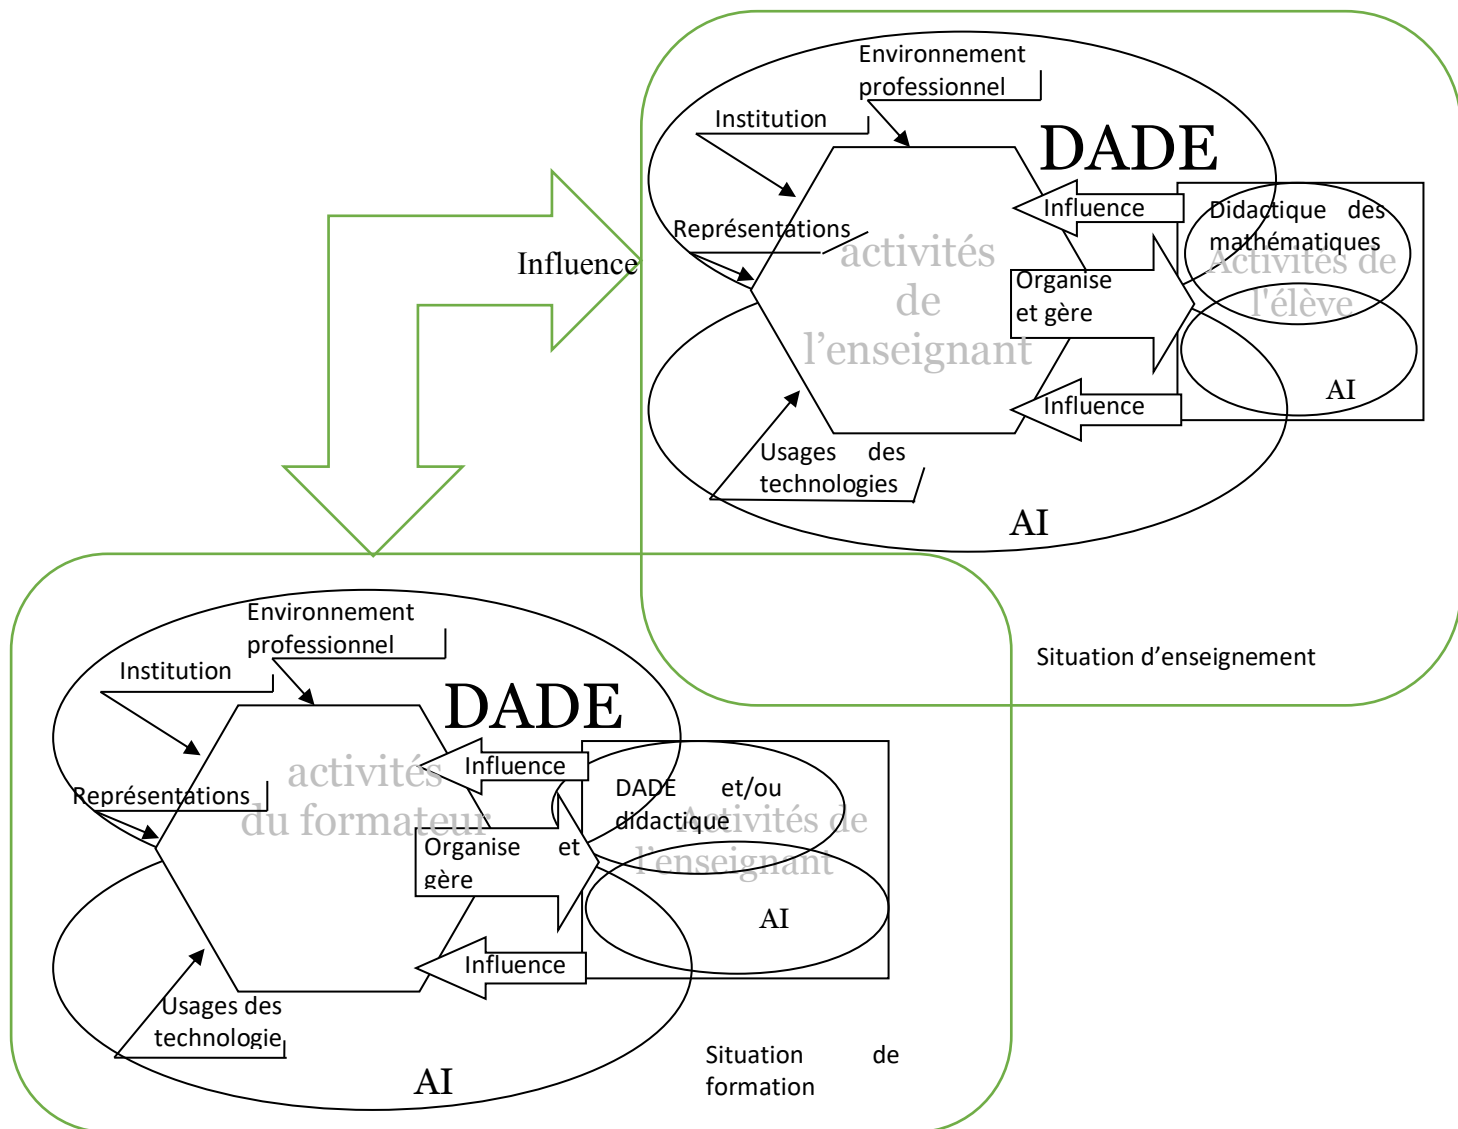 Environnement
professionnel
Institution
DADE
Influence
Didactique des
mathématiques
Représentations
activités
de
l’enseignant
Activités de
l'élève
Influence
Organise
et gère
AI
Influence
Usages des
technologies
AI
Situation d’enseignement
Environnement
professionnel
Institution
DADE
activités
du formateur
Influence
DADE et/ou
didactique
Activités de
l’enseignant
Représentations
Organise et
gère
AI
Influence
Usages des
technologie
AI
Situation de
formation